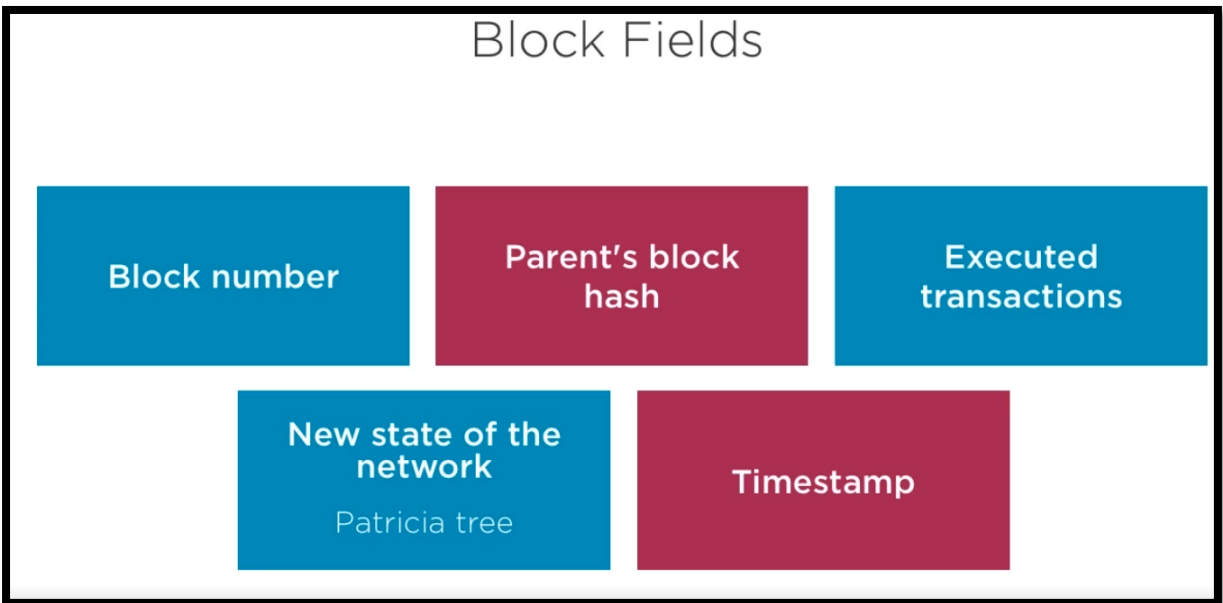 Block Fields
Block number
Parent's block
hash
Executed
transactions
New state of the
network
Patricia tree
Timestamp